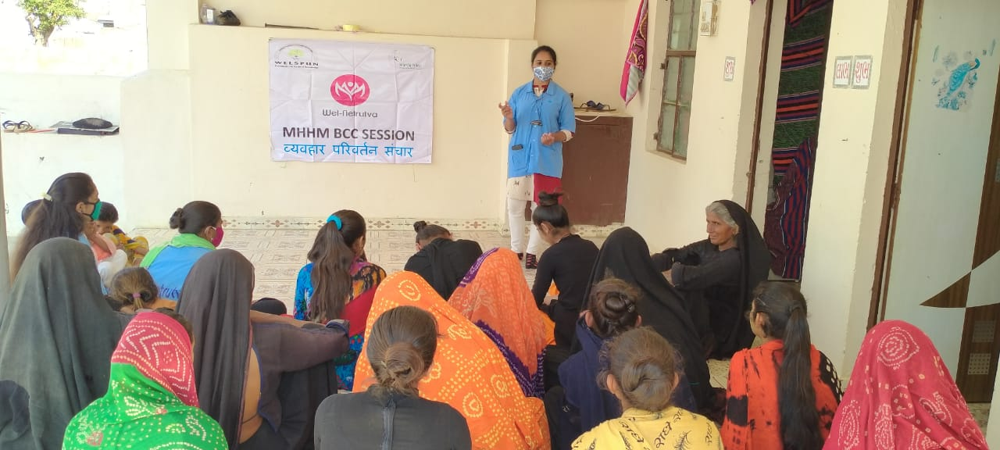 WELSPUN
Wel-Netrutva
MHHM BCC SESSION
व्यवहार परिवर्तन संचार
લાભ
શુભ